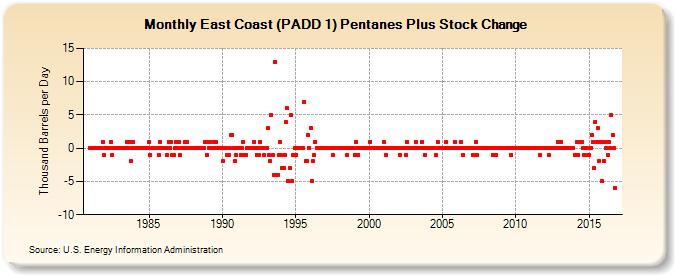 Monthly East Coast (PADD 1) Pentanes Plus Stock Change
Thousand Barrels per Day
15
10
5
0
-5
-10
1985 1990 1995 2000 2005 2010 2015
Source: U.S. Energy Information Administration